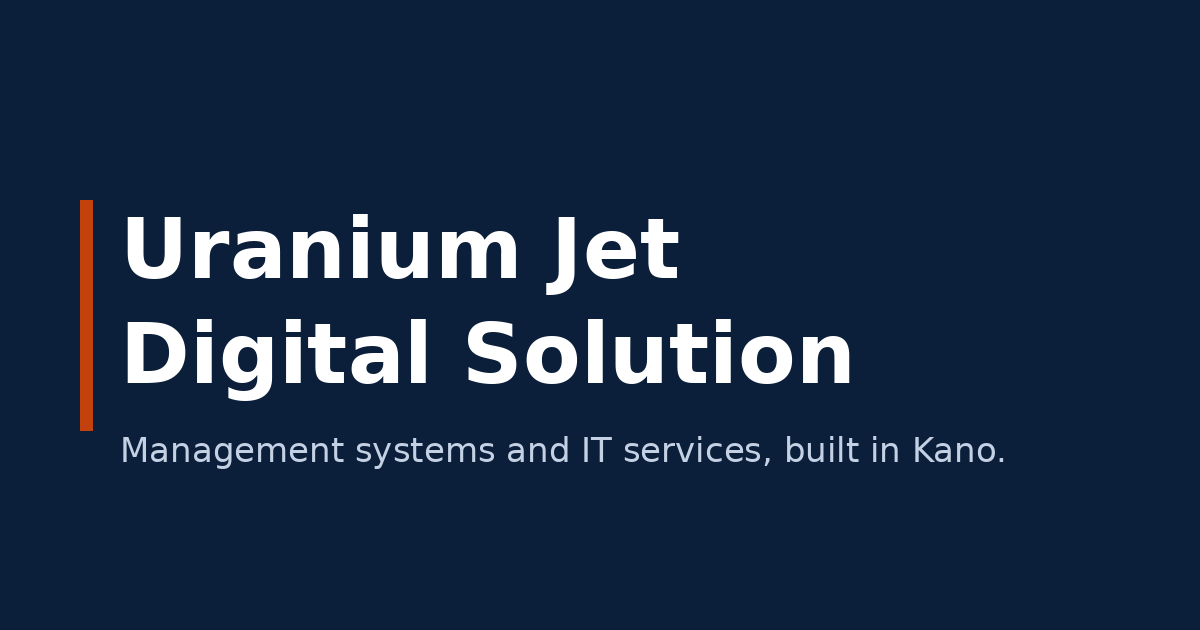 Uranium Jet
Digital Solution
Management systems and IT services, built in Kano.